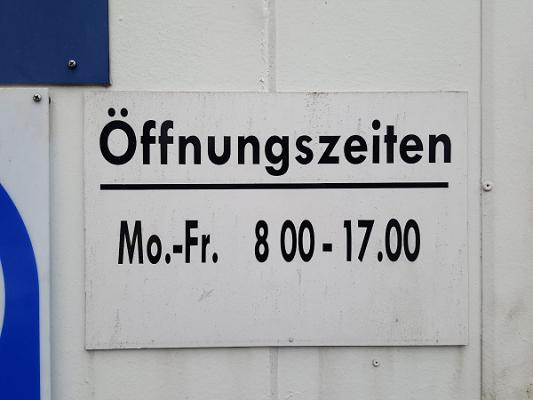 Öffnungszeiten
Mo.-Fr. 8 00 - 17.00